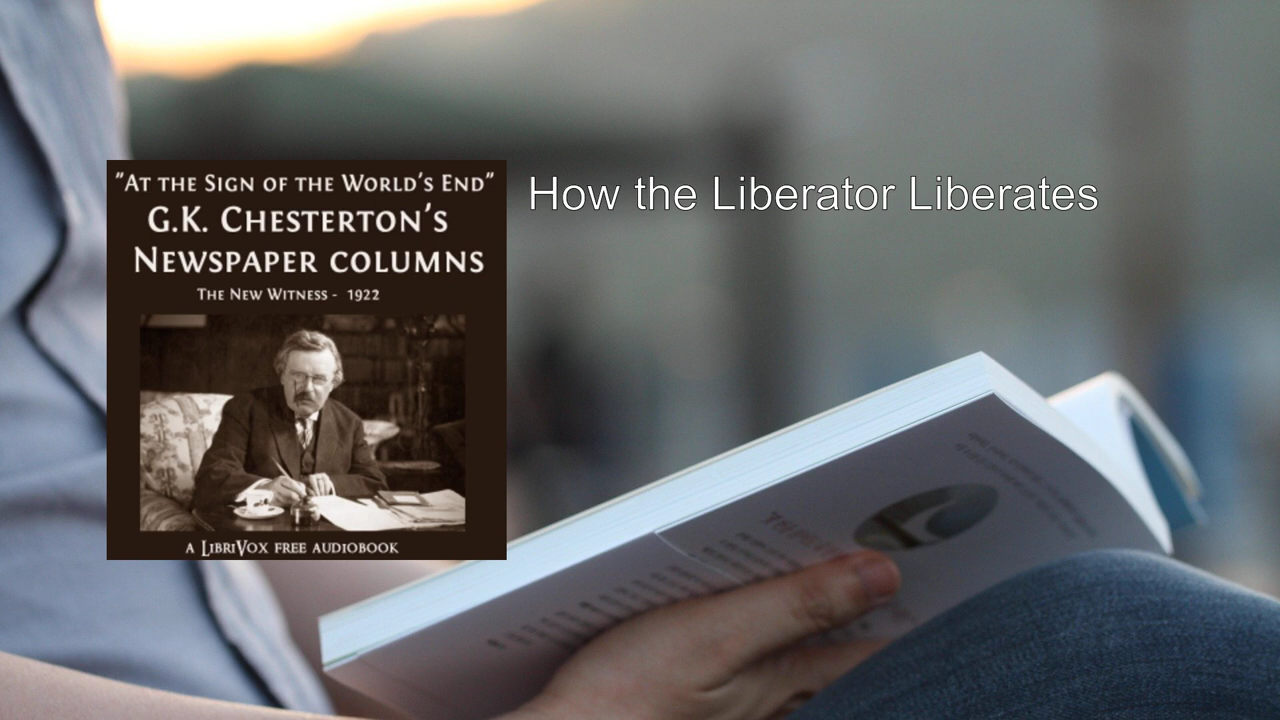 "At the Sign of the World's End"
G.K. Chesterton's
Newspaper columns
The New Witness - 1922
a LibriVox free audiobook
How the Liberator Liberates